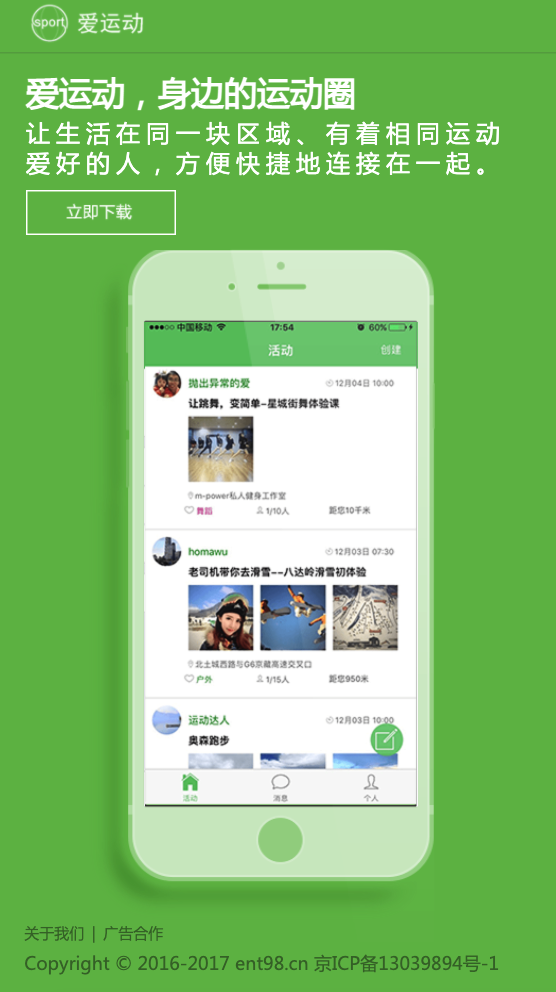 sport 爱运动
爱运动，身边的运动圈
让生活在同一块区域、有着相同运动
爱好的人，方便快捷地连接在一起。
立即下载
中国移动 17:54 60%
活动 创建
抛出异常的爱 12月04日 10:00
让跳舞，变简单-星城街舞体验课
m-power私人健身工作室
舞蹈 1/10人 距您10千米
homawu 12月03日 07:30
老司机带你去滑雪--八达岭滑雪初体验
北土城西路与G6京藏高速交叉口
户外 1/15人 距您950米
运动达人 12月03日 10:00
奥森跑步
活动 消息 个人
关于我们 | 广告合作
Copyright © 2016-2017 ent98.cn 京ICP备13039894号-1